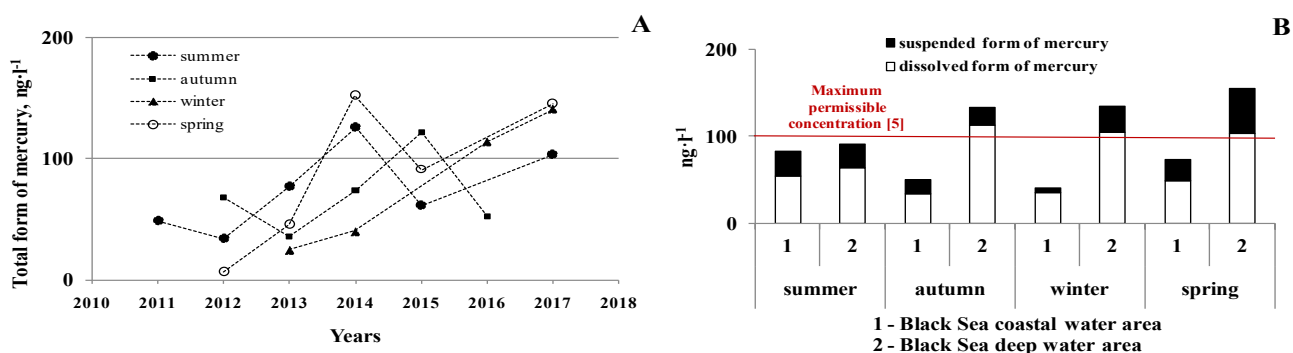 A
Total form of mercury, ng·l⁻¹
200
100
0
summer
autumn
winter
spring
2010 2011 2012 2013 2014 2015 2016 2017 2018
Years
B
suspended form of mercury
dissolved form of mercury
Maximum
permissible
concentration [5]
ng·l⁻¹
200
100
0
1 2 1 2 1 2 1 2
summer autumn winter spring
1 - Black Sea coastal water area
2 - Black Sea deep water area